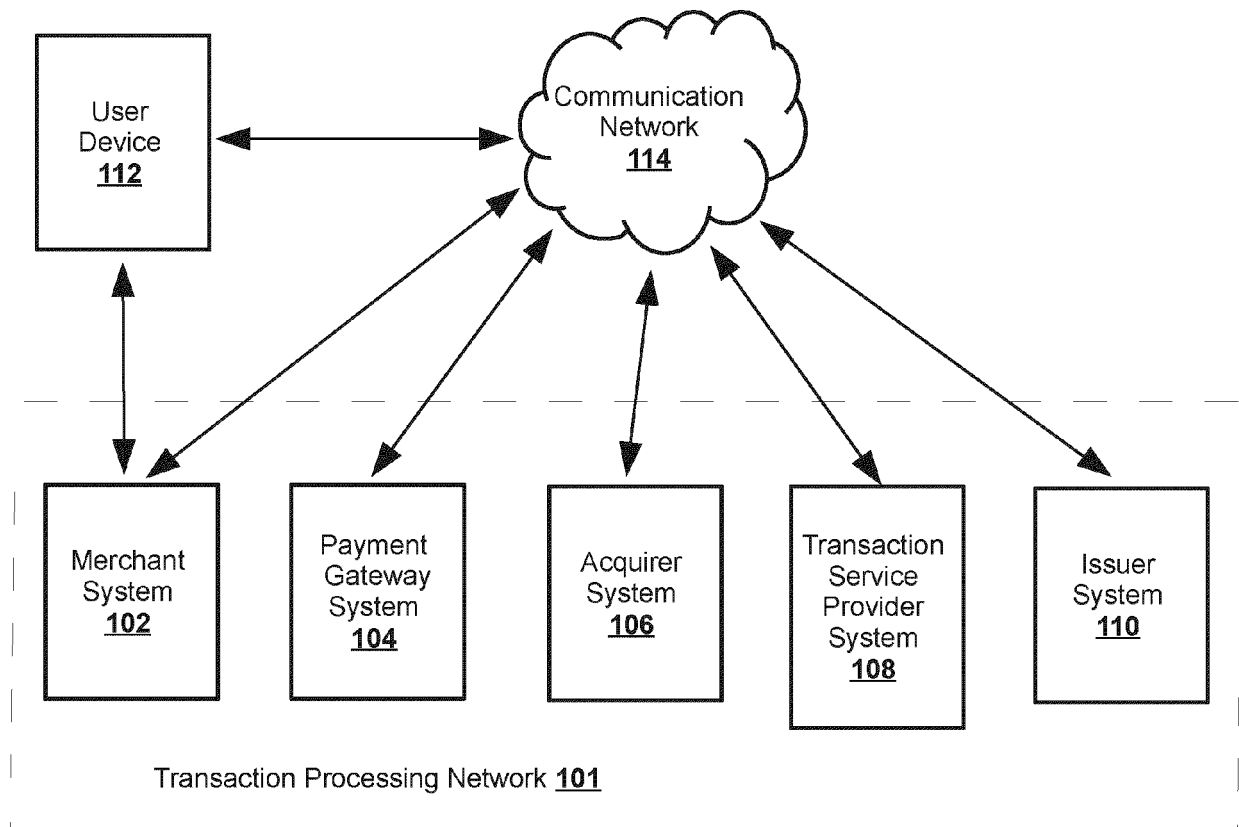 User
Device
112
Communication
Network
114
Merchant
System
102
Payment
Gateway
System
104
Acquirer
System
106
Transaction
Service
Provider
System
108
Issuer
System
110
Transaction Processing Network 101